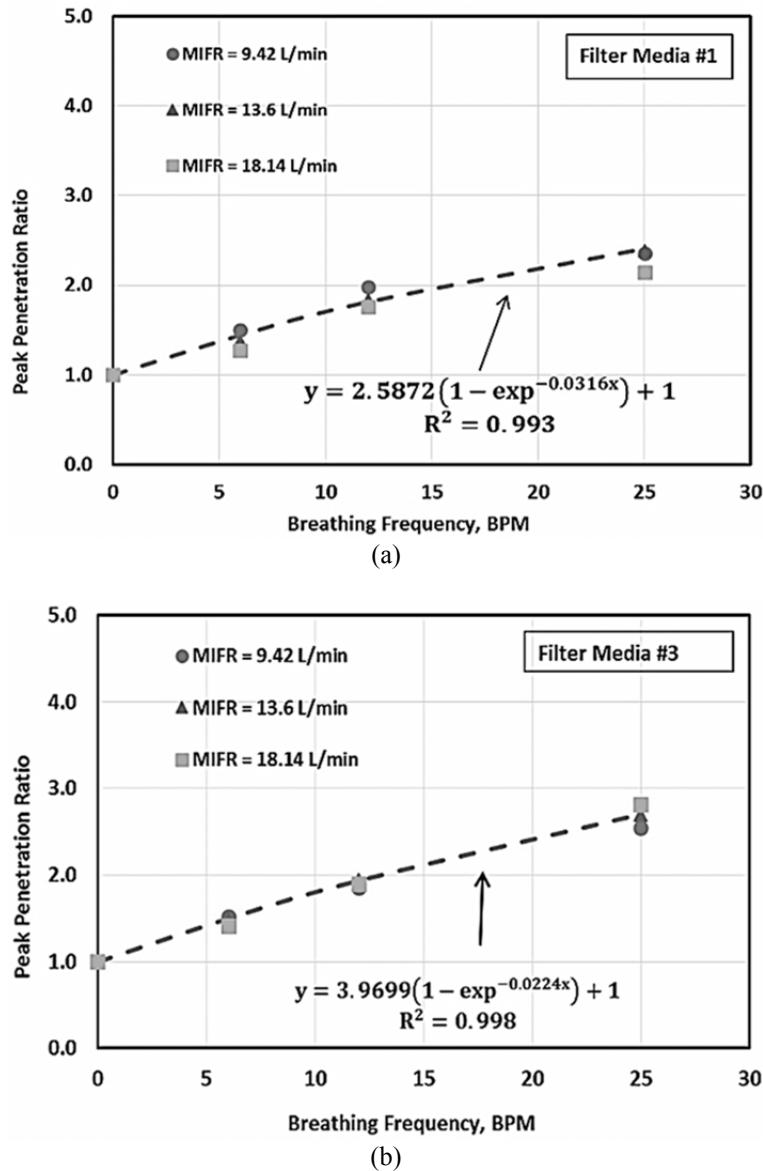 5.0
4.0
3.0
2.0
1.0
0.0
Peak Penetration Ratio
MIFR = 9.42 L/min
MIFR = 13.6 L/min
MIFR = 18.14 L/min
Filter Media #1
y = 2.5872(1 − exp^−0.0316x) + 1
R² = 0.993
0 5 10 15 20 25 30
Breathing Frequency, BPM
(a)
5.0
4.0
3.0
2.0
1.0
0.0
Peak Penetration Ratio
MIFR = 9.42 L/min
MIFR = 13.6 L/min
MIFR = 18.14 L/min
Filter Media #3
y = 3.9699(1 − exp^−0.0224x) + 1
R² = 0.998
0 5 10 15 20 25 30
Breathing Frequency, BPM
(b)